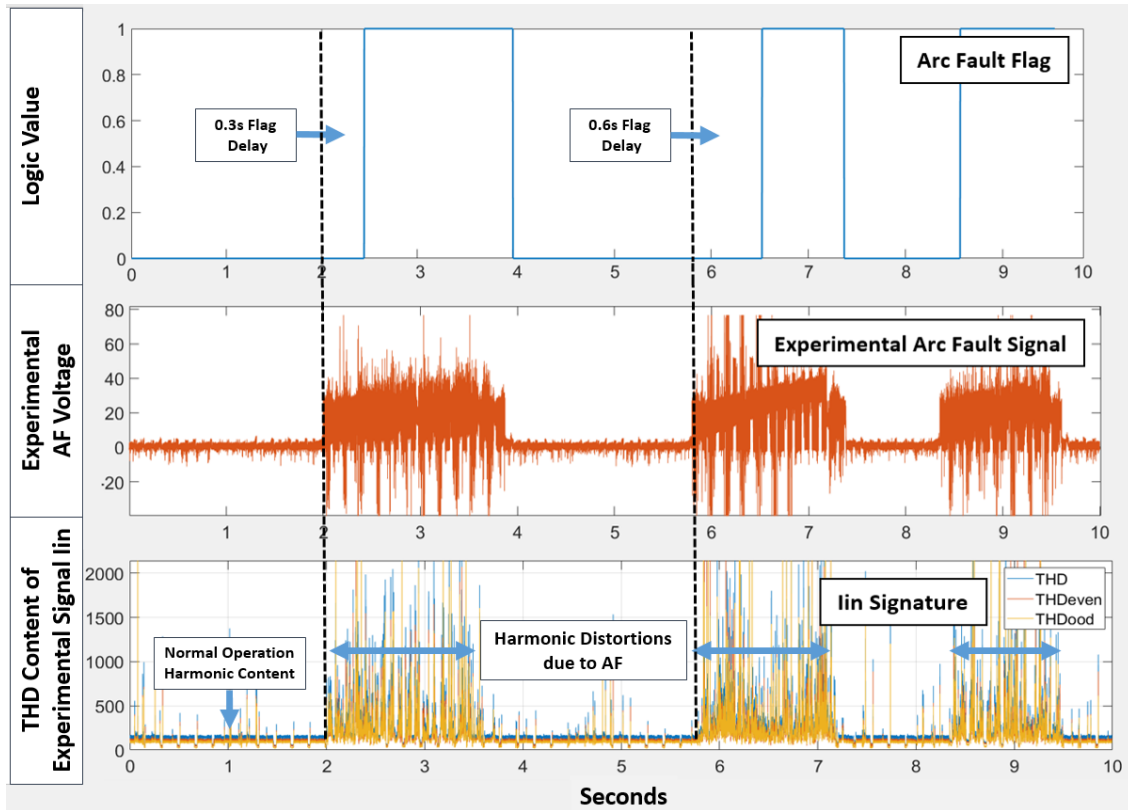 Logic Value
1
0.8
0.6
0.4
0.2
0
Arc Fault Flag
0.3s Flag
Delay
0.6s Flag
Delay
0 1 2 3 4 5 6 7 8 9 10
Experimental
AF Voltage
80
60
40
20
0
-20
Experimental Arc Fault Signal
1 2 3 4 5 6 7 8 9 10
THD Content of
Experimental Signal Iin
2000
1500
1000
500
0
Iin Signature
THD
THDeven
THDood
Normal Operation
Harmonic Content
Harmonic Distortions
due to AF
0 1 2 3 4 5 6 7 8 9 10
Seconds